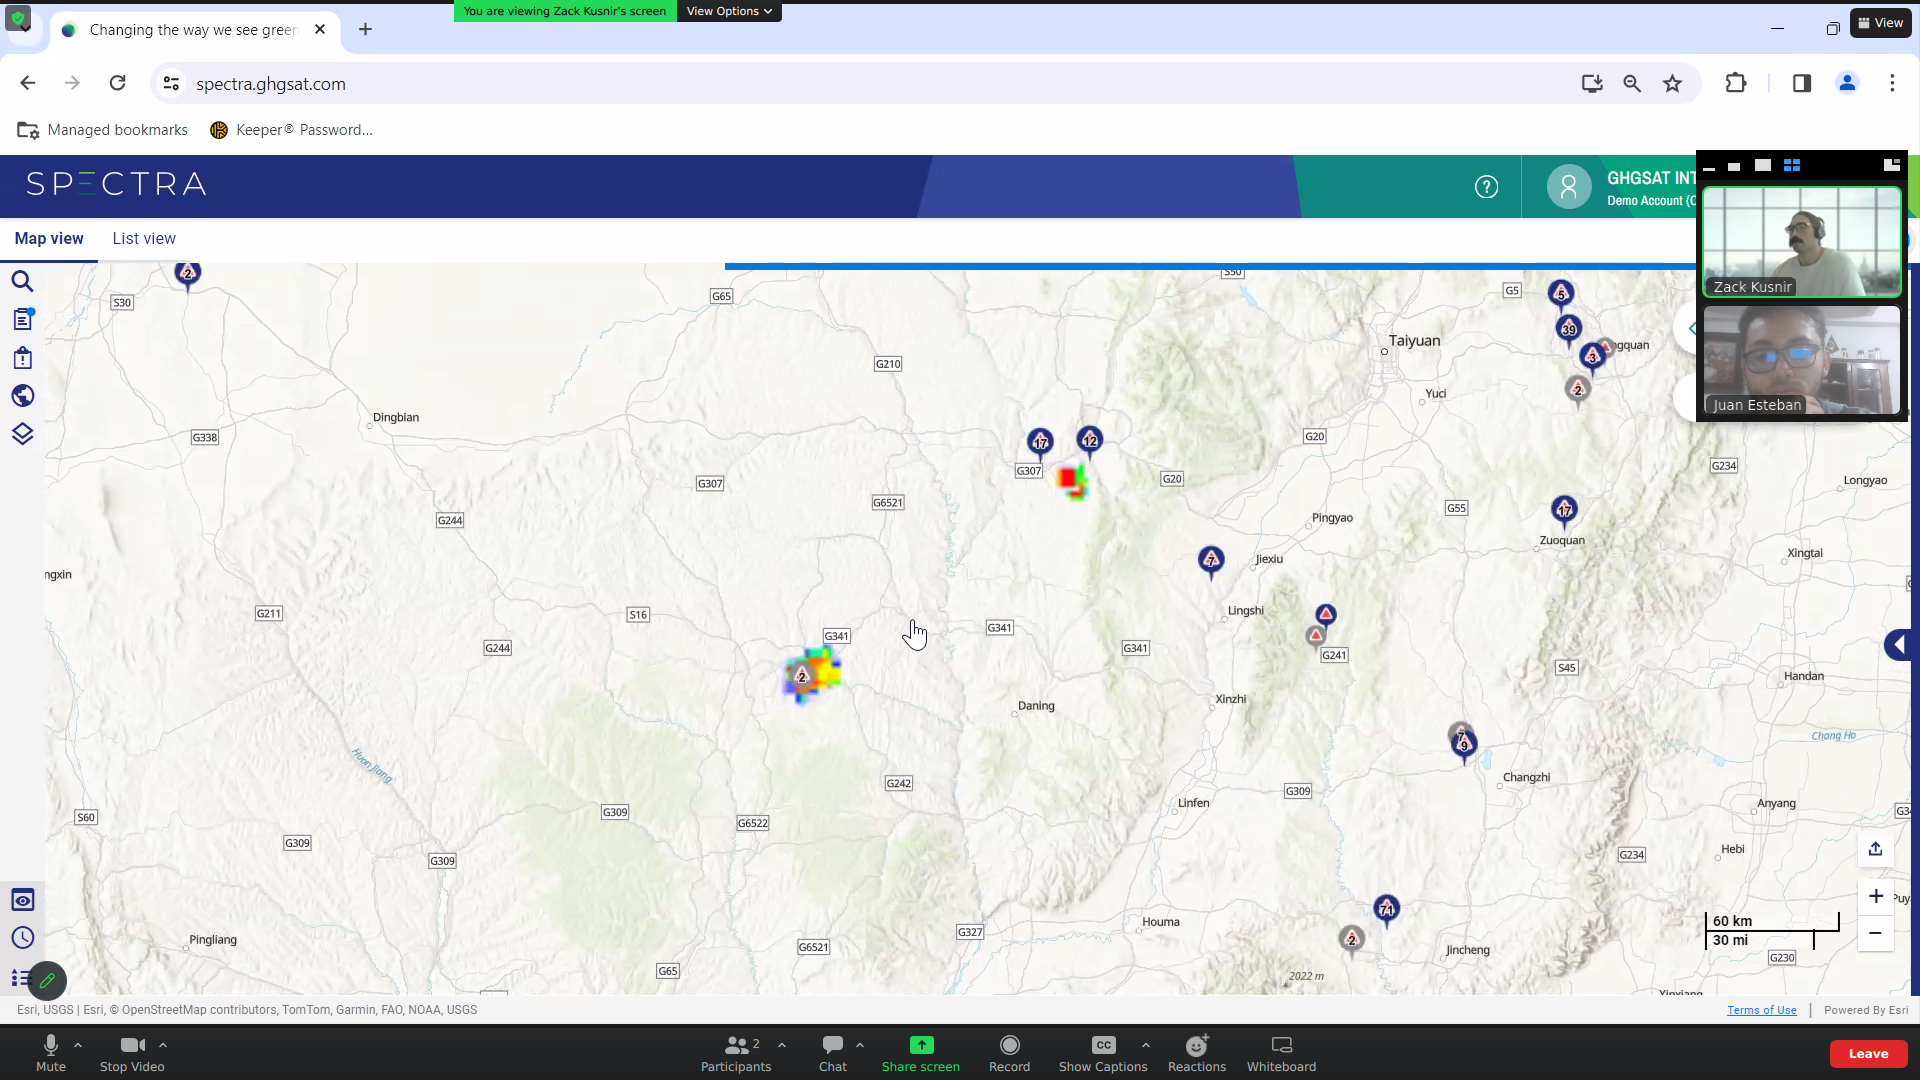 You are viewing Zack Kusnir's screen
View Options
View
Changing the way we see green
spectra.ghgsat.com
Managed bookmarks
Keeper® Password...
SPECTRA
GHGSAT INT
Demo Account (C
Map view
List view
Zack Kusnir
Juan Esteban
2
S30
G65
S50
G5
5
39
3
gquan
2
Taiyuan
Yuci
G210
Dingbian
G338
17
12
G307
G20
G20
G234
Longyao
G307
G6521
G244
G55
17
Zuoquan
Pingyao
7
Jiexiu
Xingtai
ngxin
G211
S16
Lingshi
G341
G341
G244
G341
G241
S45
Handan
2
Daning
Xinzhi
7
9
Chang Ho
Huan Jiang
Changzhi
G242
G309
Linfen
Anyang
S60
G309
G6522
G309
G309
G234
Hebi
71
Puy
Houma
60 km
30 mi
Pingliang
G327
G6521
2
Jincheng
G65
2022 m
G230
Xinxiang
Esri, USGS | Esri, © OpenStreetMap contributors, TomTom, Garmin, FAO, NOAA, USGS
Terms of Use
Powered By Esri
Mute
Stop Video
2
Participants
Chat
Share screen
Record
CC
Show Captions
Reactions
Whiteboard
Leave